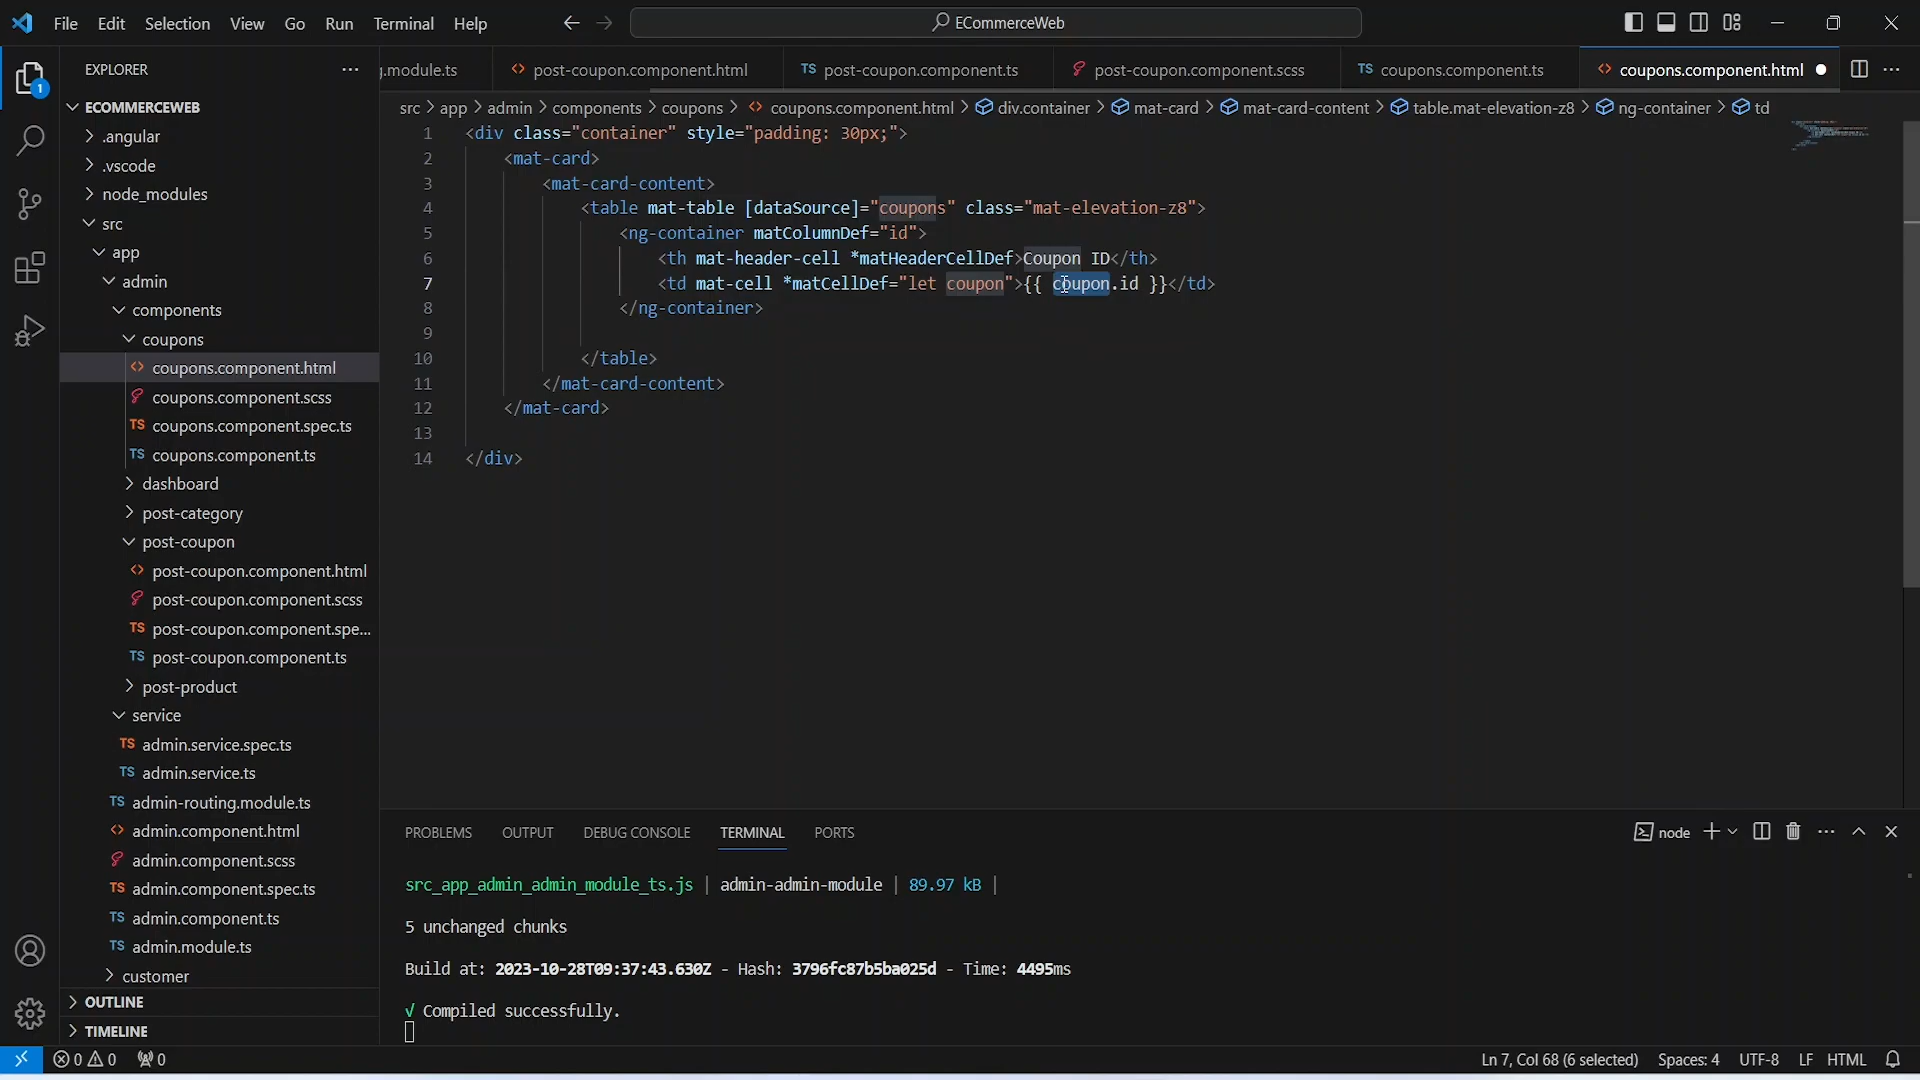 File Edit Selection View Go Run Terminal Help
ECommerceWeb
EXPLORER
ECOMMERCEWEB
.angular
.vscode
node_modules
src
app
admin
components
coupons
coupons.component.html
coupons.component.scss
coupons.component.spec.ts
coupons.component.ts
dashboard
post-category
post-coupon
post-coupon.component.html
post-coupon.component.scss
post-coupon.component.spe...
post-coupon.component.ts
post-product
service
admin.service.spec.ts
admin.service.ts
admin-routing.module.ts
admin.component.html
admin.component.scss
admin.component.spec.ts
admin.component.ts
admin.module.ts
customer
OUTLINE
TIMELINE
.module.ts post-coupon.component.html TS post-coupon.component.ts post-coupon.component.scss TS coupons.component.ts coupons.component.html
src > app > admin > components > coupons > coupons.component.html > div.container > mat-card > mat-card-content > table.mat-elevation-z8 > ng-container > td
1 <div class="container" style="padding: 30px;">
2 <mat-card>
3 <mat-card-content>
4 <table mat-table [dataSource]="coupons" class="mat-elevation-z8">
5 <ng-container matColumnDef="id">
6 <th mat-header-cell *matHeaderCellDef>Coupon ID</th>
7 <td mat-cell *matCellDef="let coupon">{{ coupon.id }}</td>
8 </ng-container>
9
10 </table>
11 </mat-card-content>
12 </mat-card>
13
14 </div>
PROBLEMS OUTPUT DEBUG CONSOLE TERMINAL PORTS
node
src_app_admin_admin_module_ts.js | admin-admin-module | 89.97 kB |
5 unchanged chunks
Build at: 2023-10-28T09:37:43.630Z - Hash: 3796fc87b5ba025d - Time: 4495ms
√ Compiled successfully.
0 0 0
Ln 7, Col 68 (6 selected) Spaces: 4 UTF-8 LF HTML